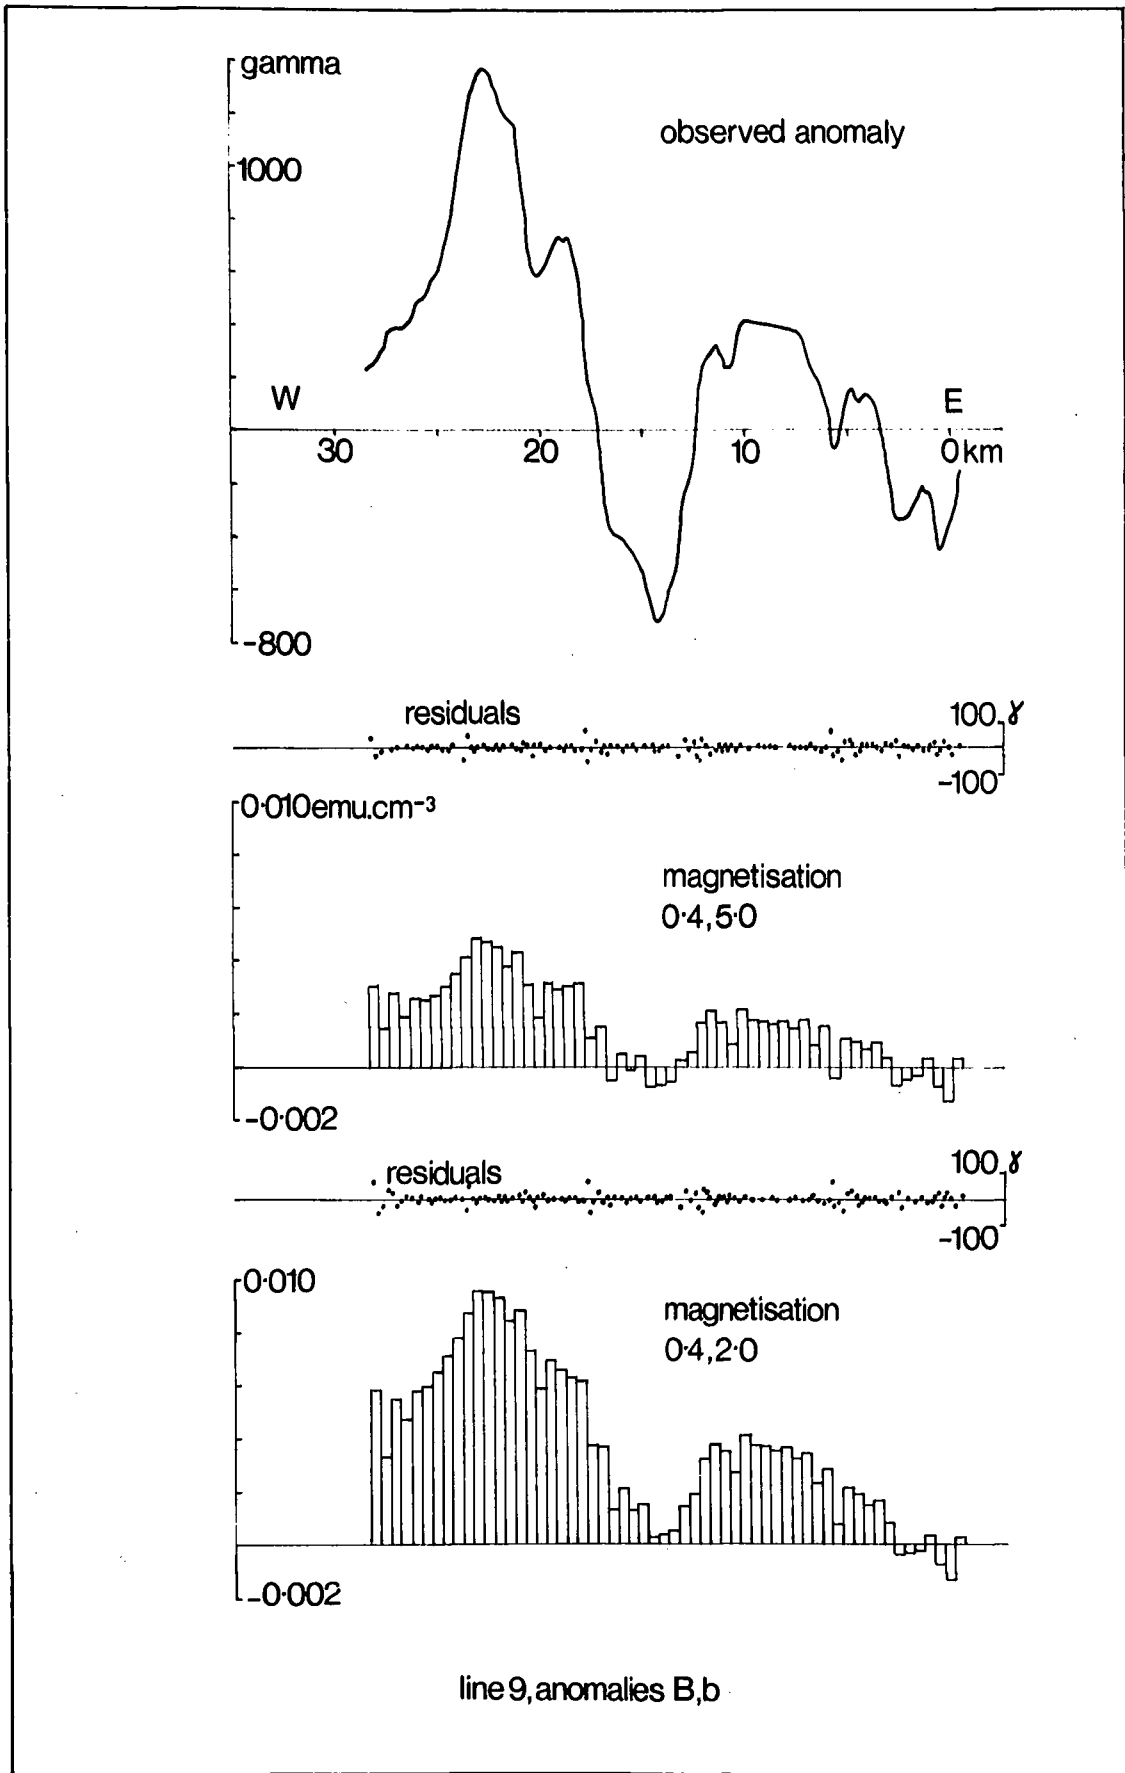 gamma
observed anomaly
1000
W
E
30
20
10
0km
-800
residuals
100 γ
-100
0·010emu.cm⁻³
magnetisation
0·4,5·0
-0·002
residuals
100 γ
-100
0·010
magnetisation
0·4,2·0
-0·002
line 9, anomalies B,b